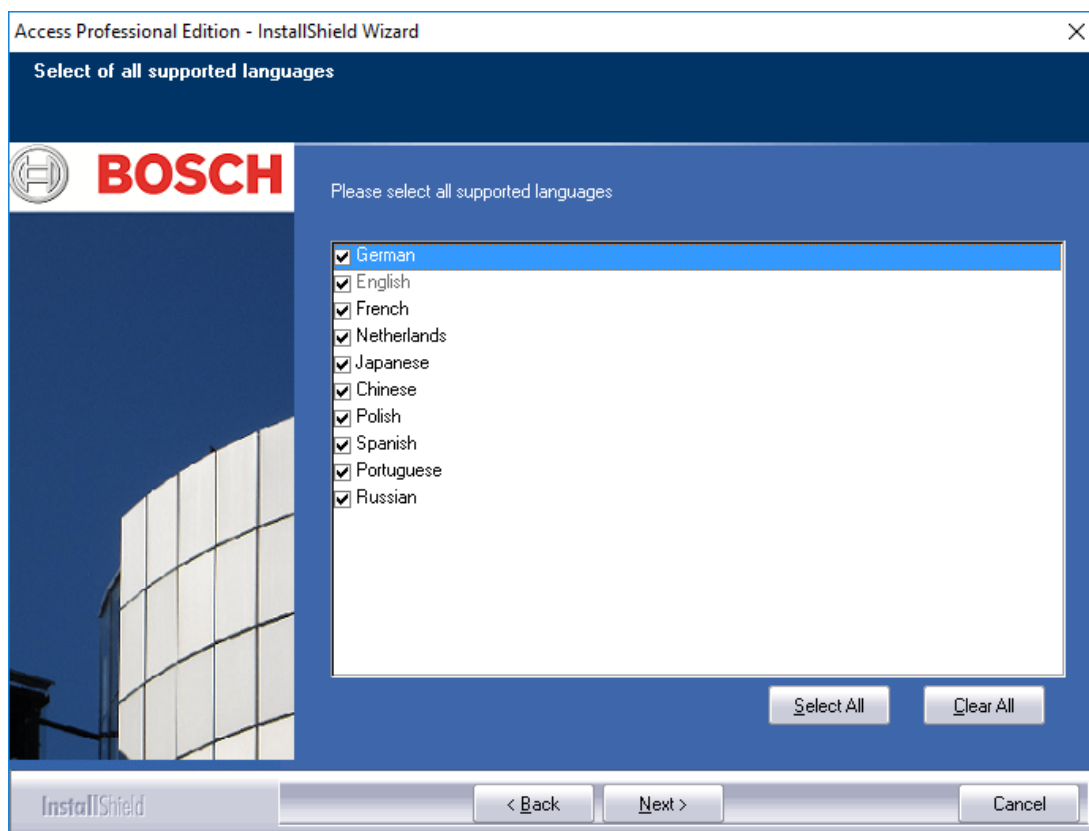 Access Professional Edition - InstallShield Wizard
Select of all supported languages
BOSCH
Please select all supported languages
German
English
French
Netherlands
Japanese
Chinese
Polish
Spanish
Portuguese
Russian
Select All
Clear All
InstallShield
< Back
Next >
Cancel